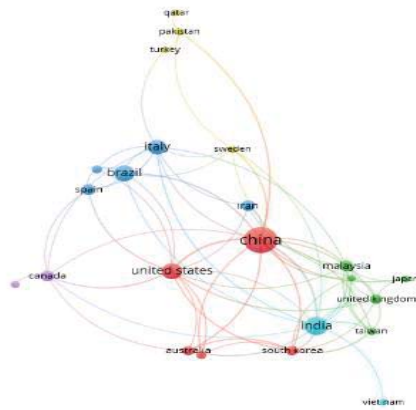 qatar
pakistan
turkey
italy
sweden
brazil
spain
iran
china
malaysia
canada
united states
japan
united kingdom
india
taiwan
australia
south korea
vietnam